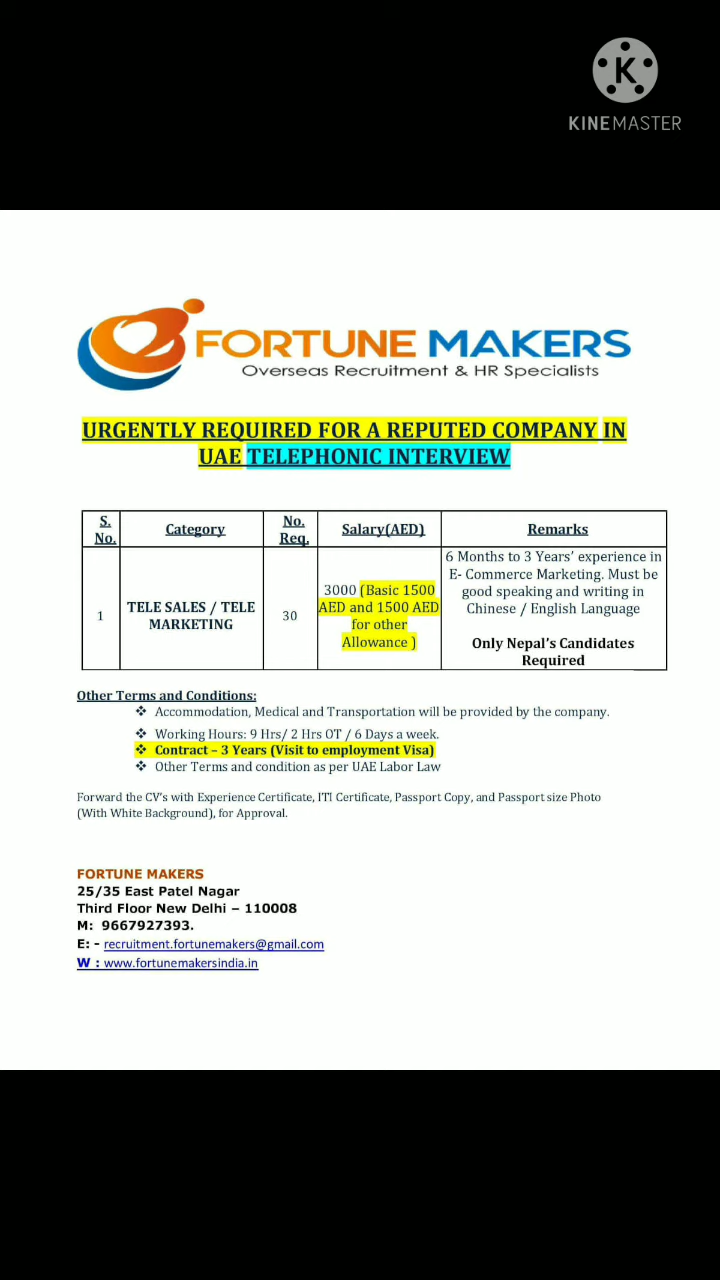 K
KINEMASTER
FORTUNE MAKERS
Overseas Recruitment & HR Specialists
URGENTLY REQUIRED FOR A REPUTED COMPANY IN
UAE TELEPHONIC INTERVIEW
S. No. Category No. Req. Salary(AED) Remarks
1 TELE SALES / TELE MARKETING 30 3000 (Basic 1500 AED and 1500 AED for other Allowance ) 6 Months to 3 Years' experience in E- Commerce Marketing. Must be good speaking and writing in Chinese / English Language
Only Nepal's Candidates Required
Other Terms and Conditions:
❖ Accommodation, Medical and Transportation will be provided by the company.
❖ Working Hours: 9 Hrs/ 2 Hrs OT / 6 Days a week.
❖ Contract – 3 Years (Visit to employment Visa)
❖ Other Terms and condition as per UAE Labor Law
Forward the CV's with Experience Certificate, ITI Certificate, Passport Copy, and Passport size Photo
(With White Background), for Approval.
FORTUNE MAKERS
25/35 East Patel Nagar
Third Floor New Delhi – 110008
M: 9667927393.
E: - recruitment.fortunemakers@gmail.com
W : www.fortunemakersindia.in